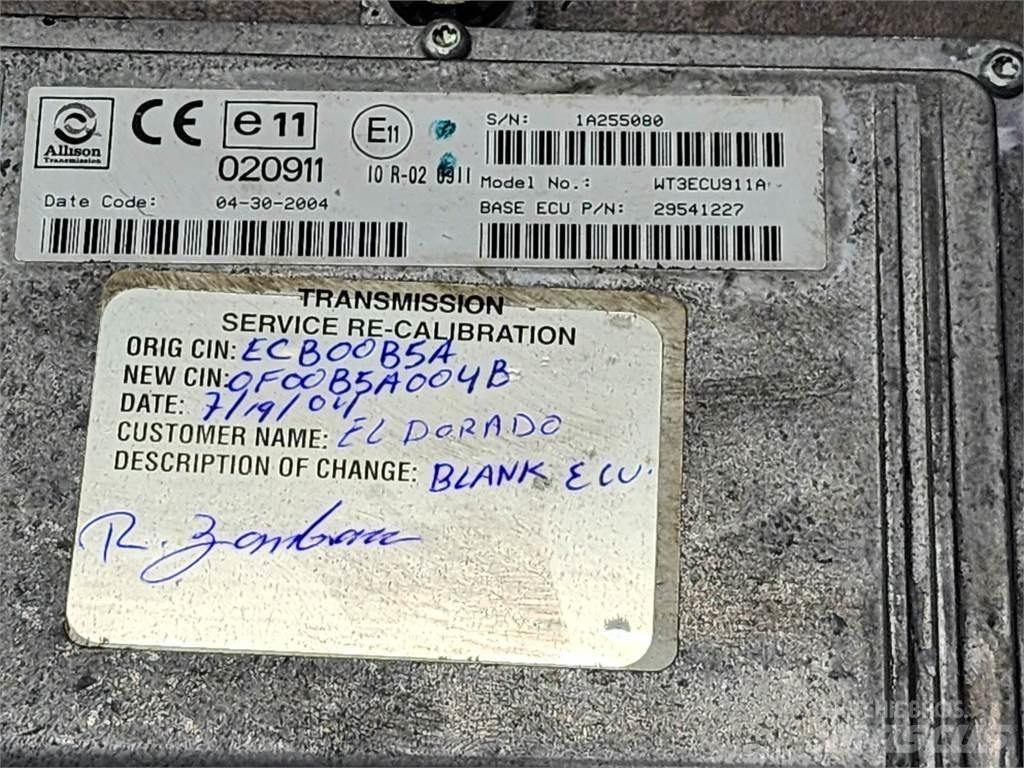 Allison
Transmission
CE
e 11
020911
E11
10 R-02 0911
S/N: 1A255080
Model No.: WT3ECU911A
BASE ECU P/N: 29541227
Date Code: 04-30-2004
TRANSMISSION
SERVICE RE-CALIBRATION
ORIG CIN: ECB00B5A
NEW CIN: 0F00B5A004B
DATE: 7/19/04
CUSTOMER NAME: EL DORADO
DESCRIPTION OF CHANGE: BLANK ECU.
R.